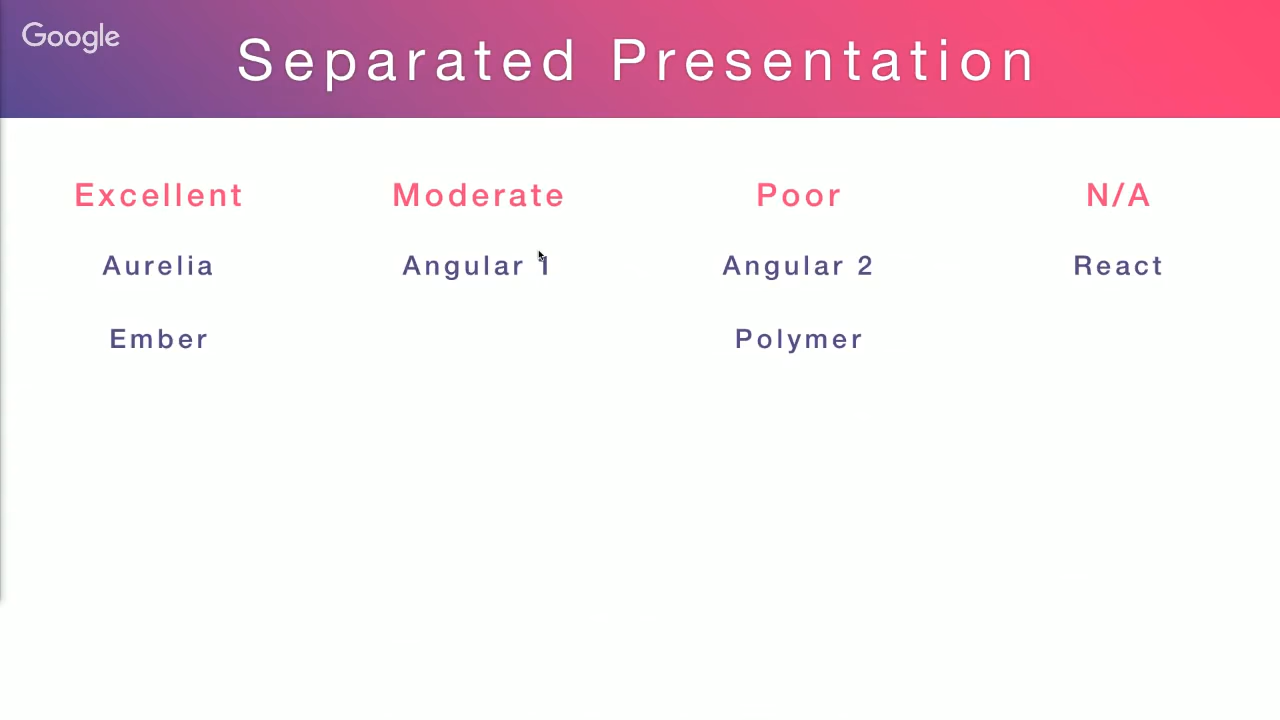 Google
Separated Presentation
Excellent Moderate Poor N/A
Aurelia Angular 1 Angular 2 React
Ember Polymer